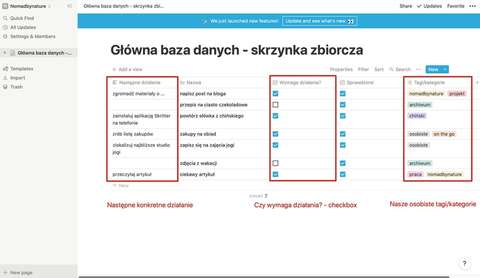 Nomadbynature
Główna baza danych - skrzynka zbio...
Share
Updates
Favorite
We just launched new features!
Update and see what's new
Quick Find
All Updates
Settings & Members
Główna baza danych - ...
Templates
Import
Trash
New page
Główna baza danych - skrzynka zbiorcza
+ Add a view
Properties Filter Sort Search New
Następne działanie Nazwa Wymaga działania? Sprawdzone Tagi/kategorie
zgromadź materiały o ... napisz post na bloga nomadbynature projekt
przepis na ciasto czekoladowe archiwum
zainstaluj aplikację Skritter na telefonie powtórz słówka z chińskiego chiński
zrób listę zakupów zakupy na obiad osobiste on the go
zlokalizuj najbliższe studio jogi zapisz się na zajęcia jogi osobiste
zdjęcia z wakacji archiwum
przeczytaj artykuł ciekawy artykuł praca nomadbynature
+ New
COUNT 7
Następne konkretne działanie
Czy wymaga działania? - checkbox
Nasze osobiste tagi/kategorie
?